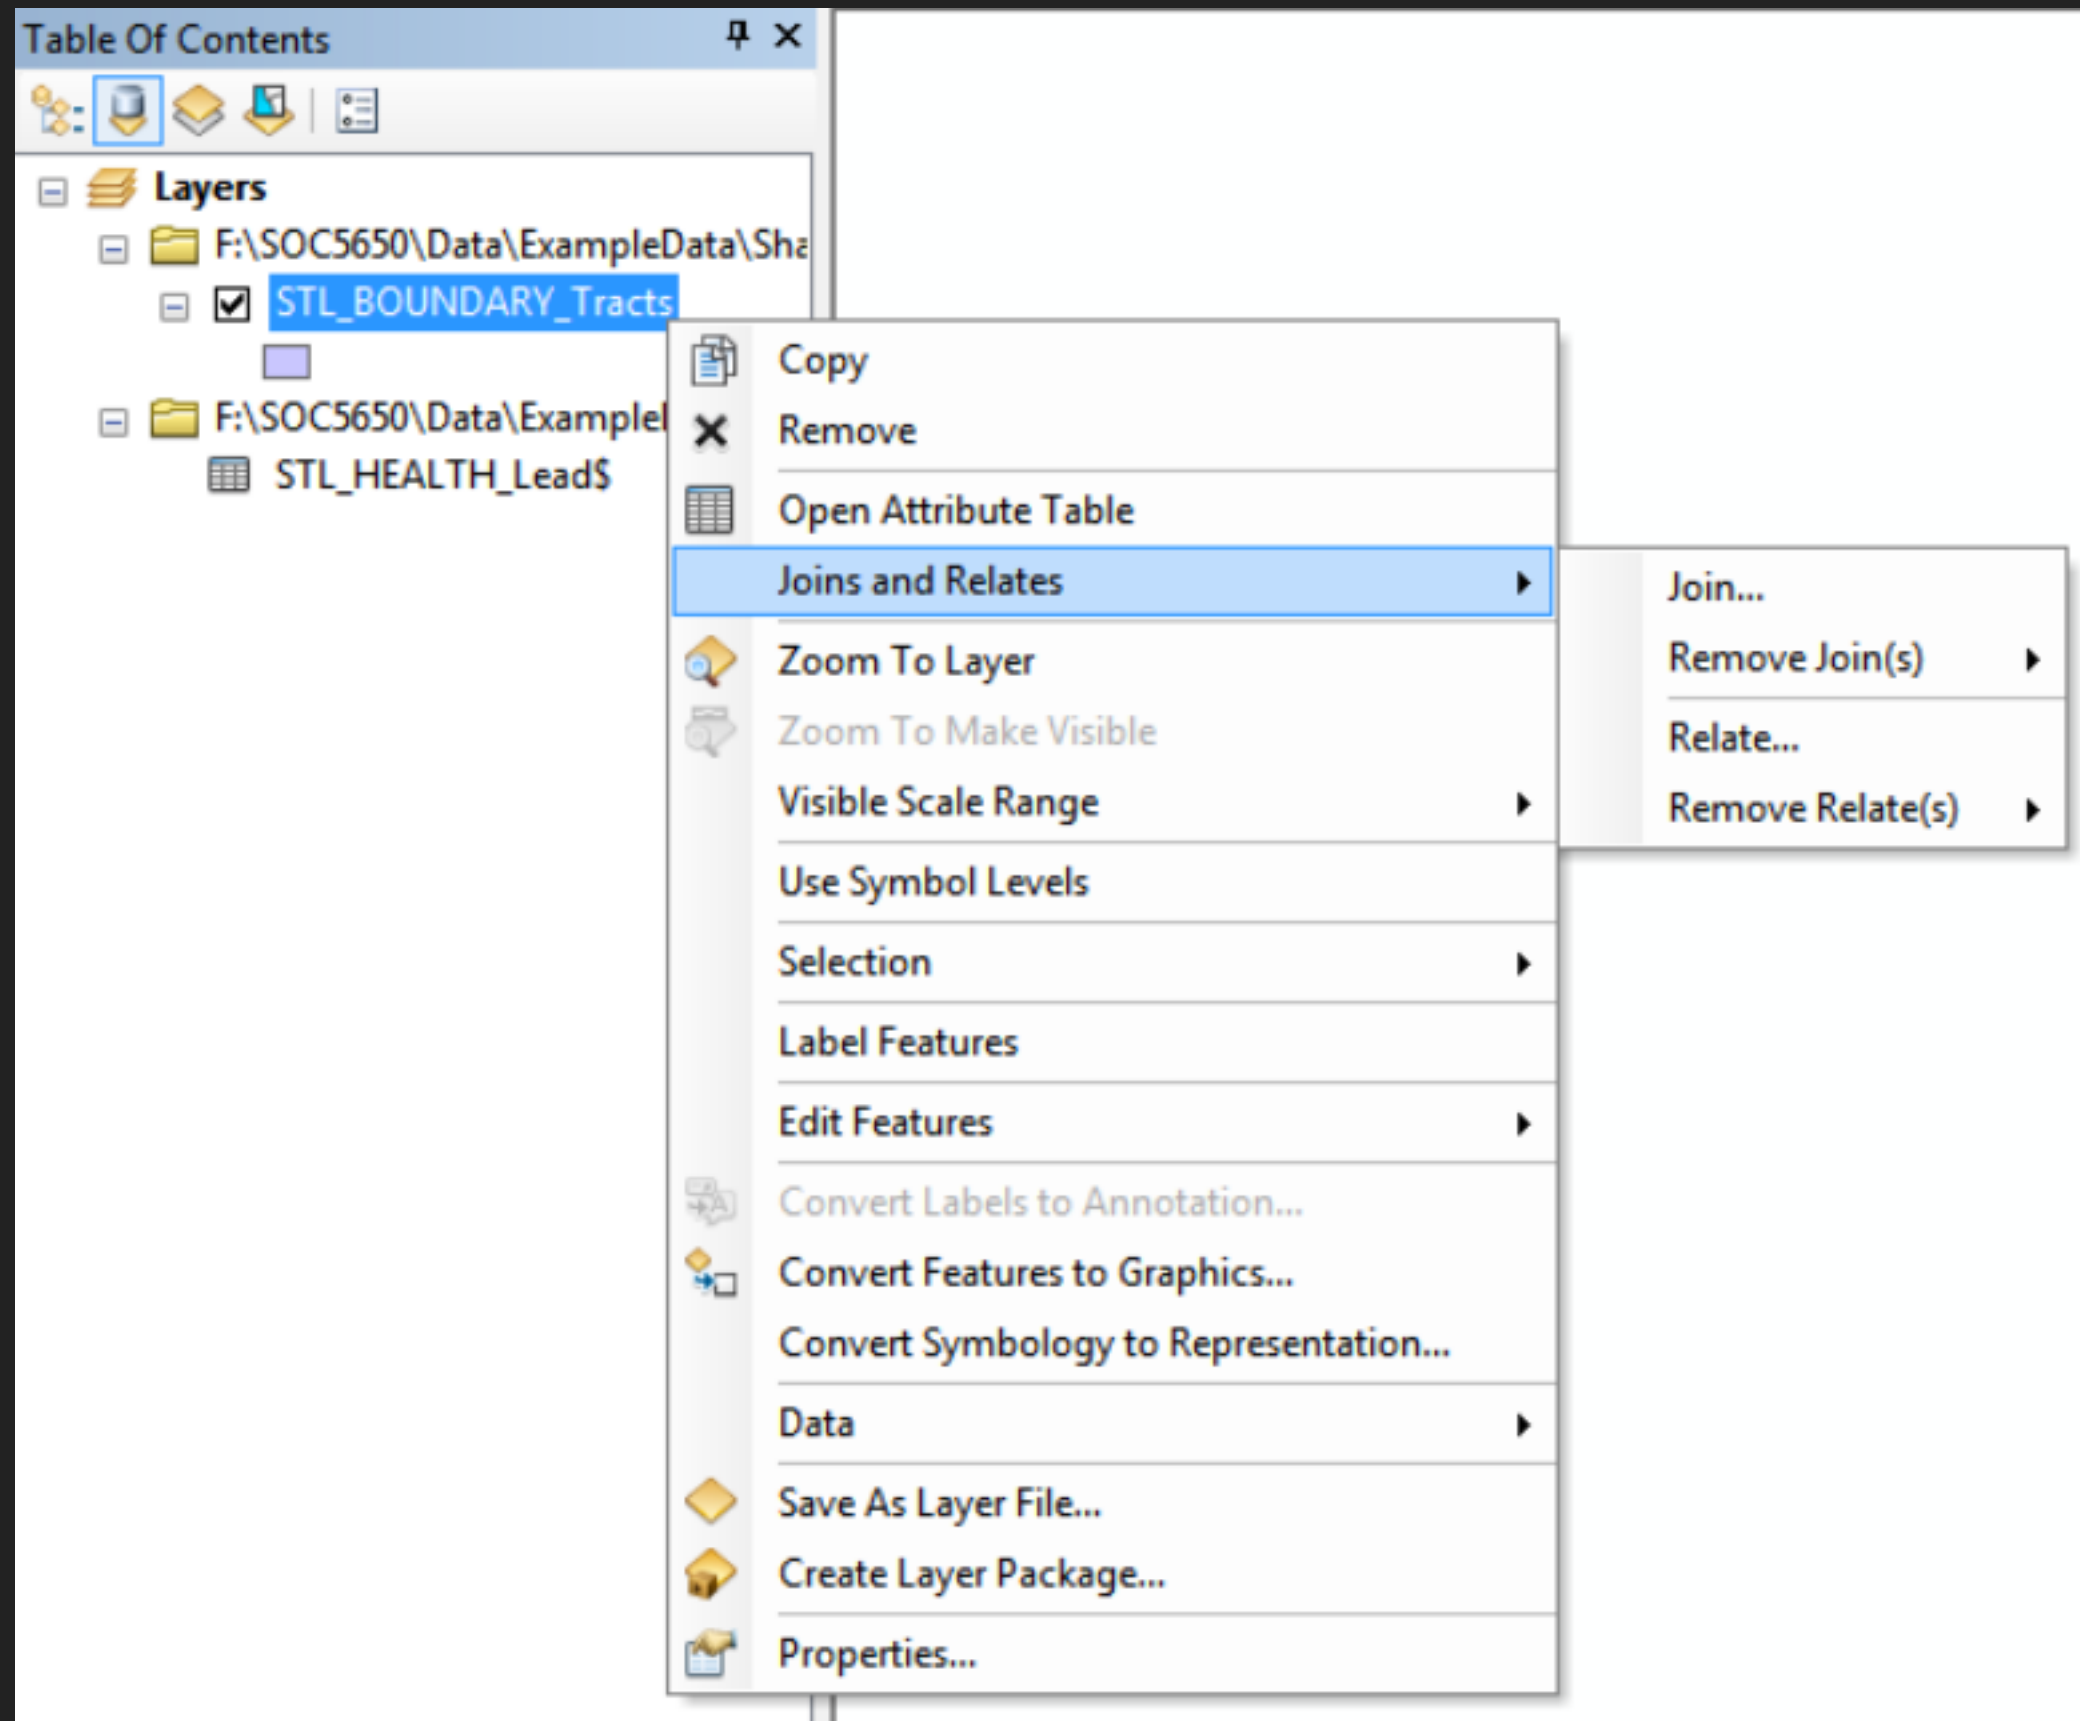 Table Of Contents
Layers
F:\SOC5650\Data\ExampleData\Sha
STL_BOUNDARY_Tracts
F:\SOC5650\Data\Example
STL_HEALTH_Lead$
Copy
Remove
Open Attribute Table
Joins and Relates
Zoom To Layer
Zoom To Make Visible
Visible Scale Range
Use Symbol Levels
Selection
Label Features
Edit Features
Convert Labels to Annotation...
Convert Features to Graphics...
Convert Symbology to Representation...
Data
Save As Layer File...
Create Layer Package...
Properties...
Join...
Remove Join(s)
Relate...
Remove Relate(s)